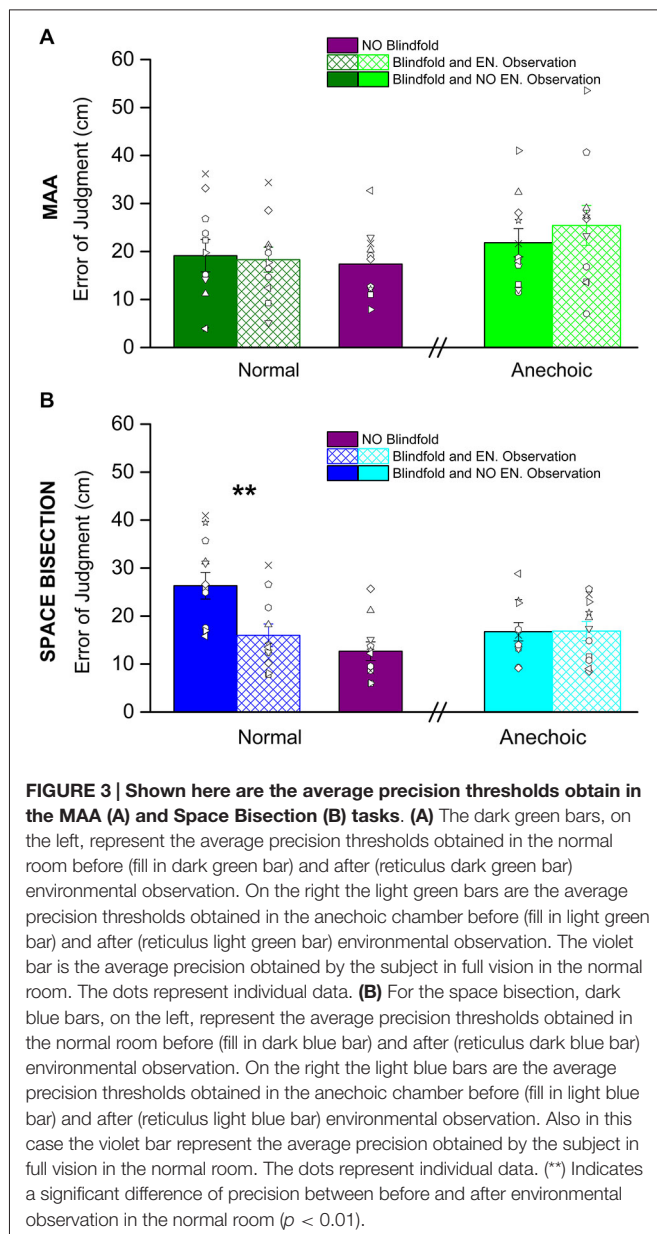 A
NO Blindfold
Blindfold and EN. Observation
Blindfold and NO EN. Observation
60
50
40
30
20
10
0
MAA
Error of Judgment (cm)
Normal
Anechoic
B
NO Blindfold
Blindfold and EN. Observation
Blindfold and NO EN. Observation
60
50
40
30
20
10
0
SPACE BISECTION
Error of Judgment (cm)
**
Normal
Anechoic
FIGURE 3 | Shown here are the average precision thresholds obtain in
the MAA (A) and Space Bisection (B) tasks. (A) The dark green bars, on
the left, represent the average precision thresholds obtained in the normal
room before (fill in dark green bar) and after (reticulus dark green bar)
environmental observation. On the right the light green bars are the average
precision thresholds obtained in the anechoic chamber before (fill in light green
bar) and after (reticulus light green bar) environmental observation. The violet
bar is the average precision obtained by the subject in full vision in the normal
room. The dots represent individual data. (B) For the space bisection, dark
blue bars, on the left, represent the average precision thresholds obtained in
the normal room before (fill in dark blue bar) and after (reticulus dark blue bar)
environmental observation. On the right the light blue bars are the average
precision thresholds obtained in the anechoic chamber before (fill in light blue
bar) and after (reticulus light blue bar) environmental observation. Also in this
case the violet bar represent the average precision obtained by the subject in
full vision in the normal room. The dots represent individual data. (**) Indicates
a significant difference of precision between before and after environmental
observation in the normal room (p < 0.01).